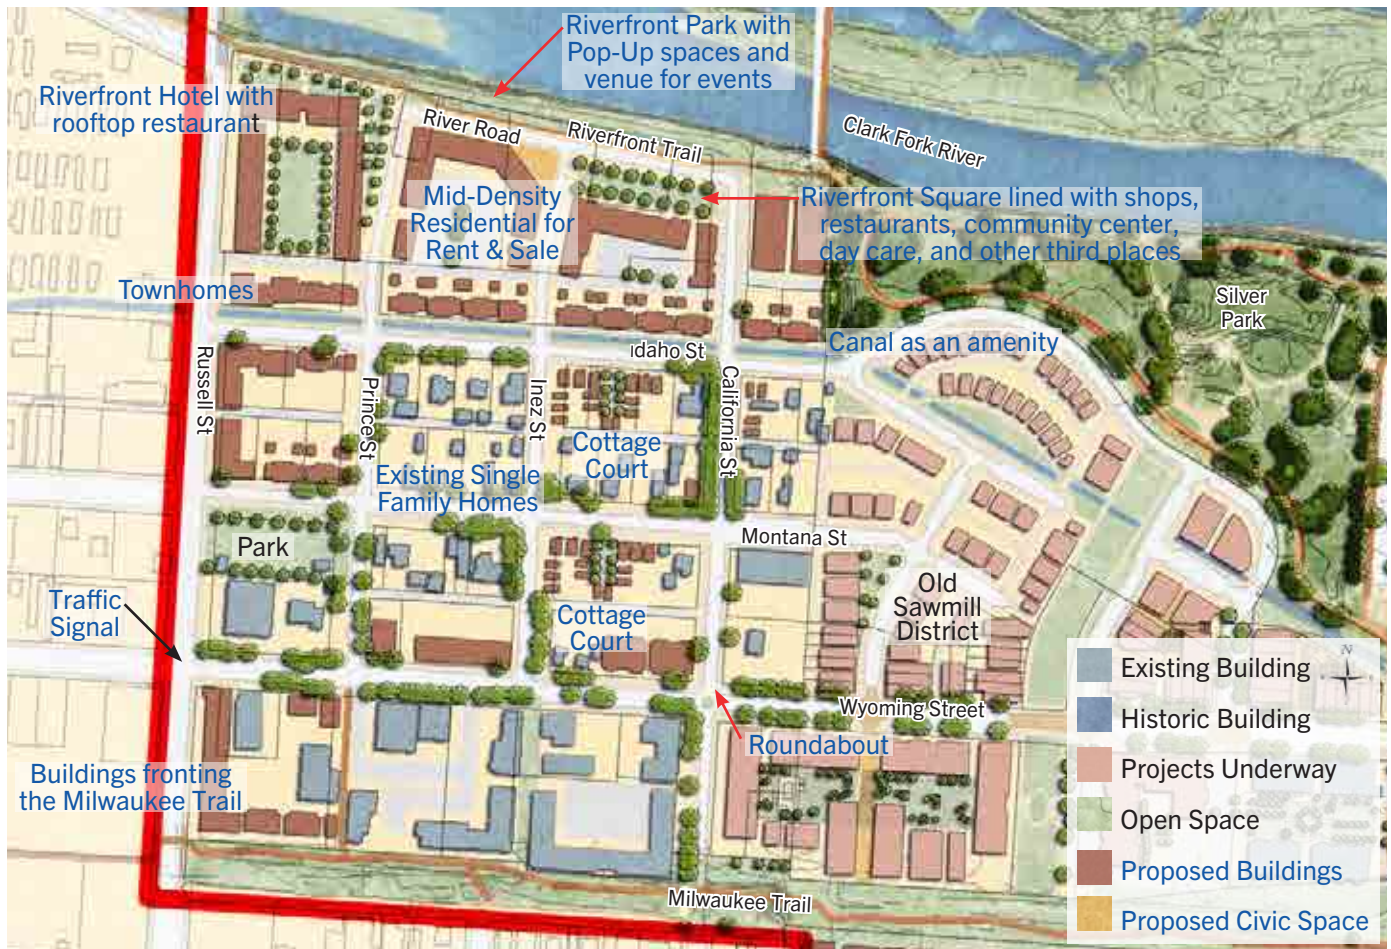 Riverfront Park with
Pop-Up spaces and
venue for events
Riverfront Hotel with
rooftop restaurant
River Road
Riverfront Trail
Clark Fork River
Mid-Density
Residential for
Rent & Sale
Riverfront Square lined with shops,
restaurants, community center,
day care, and other third places
Townhomes
Silver
Park
Idaho St
Canal as an amenity
Russell St
Prince St
Inez St
California St
Cottage
Court
Existing Single
Family Homes
Park
Montana St
Old
Sawmill
District
Traffic
Signal
Cottage
Court
Wyoming Street
Roundabout
Buildings fronting
the Milwaukee Trail
Milwaukee Trail
N
Existing Building
Historic Building
Projects Underway
Open Space
Proposed Buildings
Proposed Civic Space